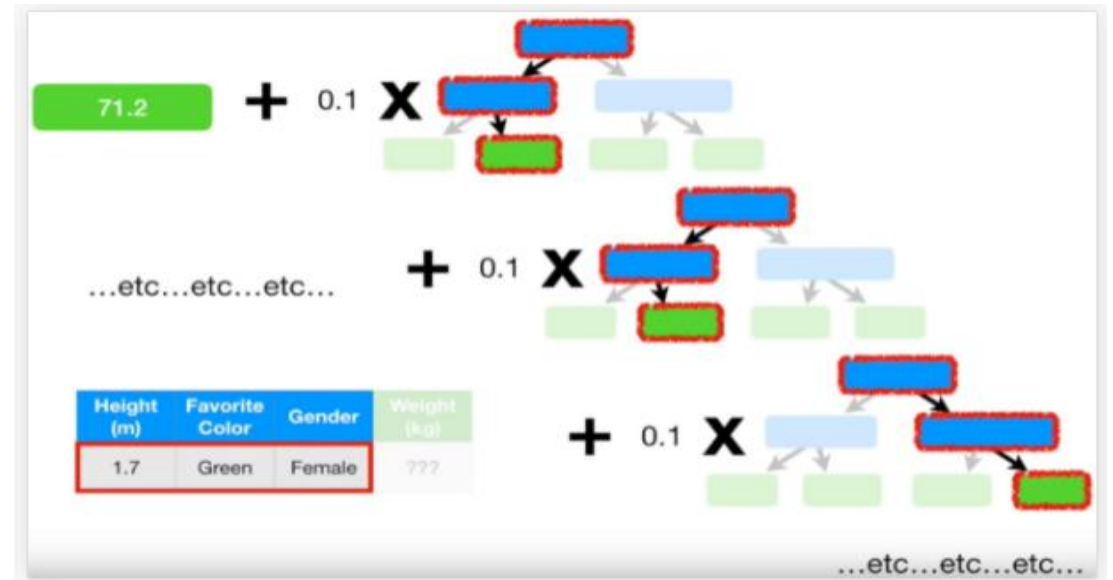 71.2 + 0.1 X
...etc...etc...etc... + 0.1 X
Height (m) Favorite Color Gender Weight (kg)
1.7 Green Female ???
+ 0.1 X
...etc...etc...etc...